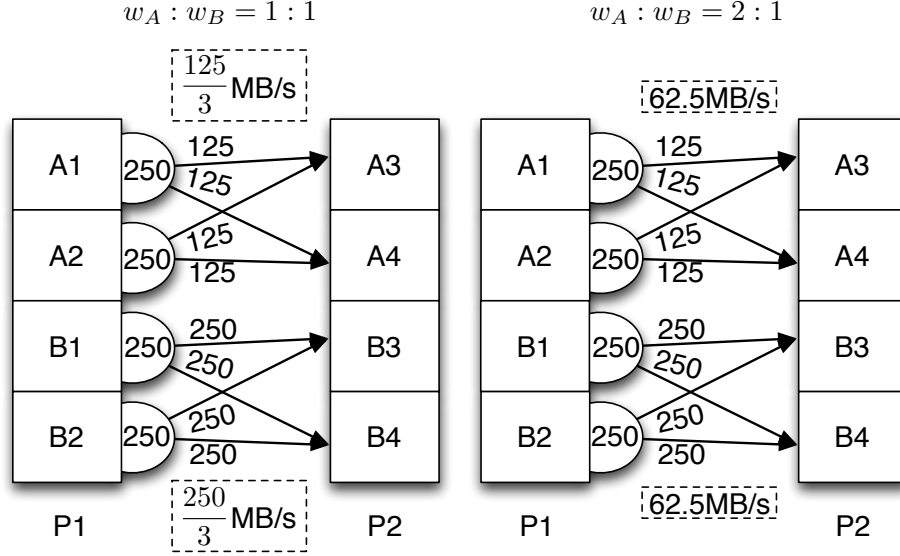 w_A : w_B = 1 : 1
125/3 MB/s
A1 250 125 125 A3
A2 250 125 125 A4
B1 250 250 250 B3
B2 250 250 250 B4
250/3 MB/s
P1 P2
w_A : w_B = 2 : 1
62.5MB/s
A1 250 125 125 A3
A2 250 125 125 A4
B1 250 250 250 B3
B2 250 250 250 B4
62.5MB/s
P1 P2